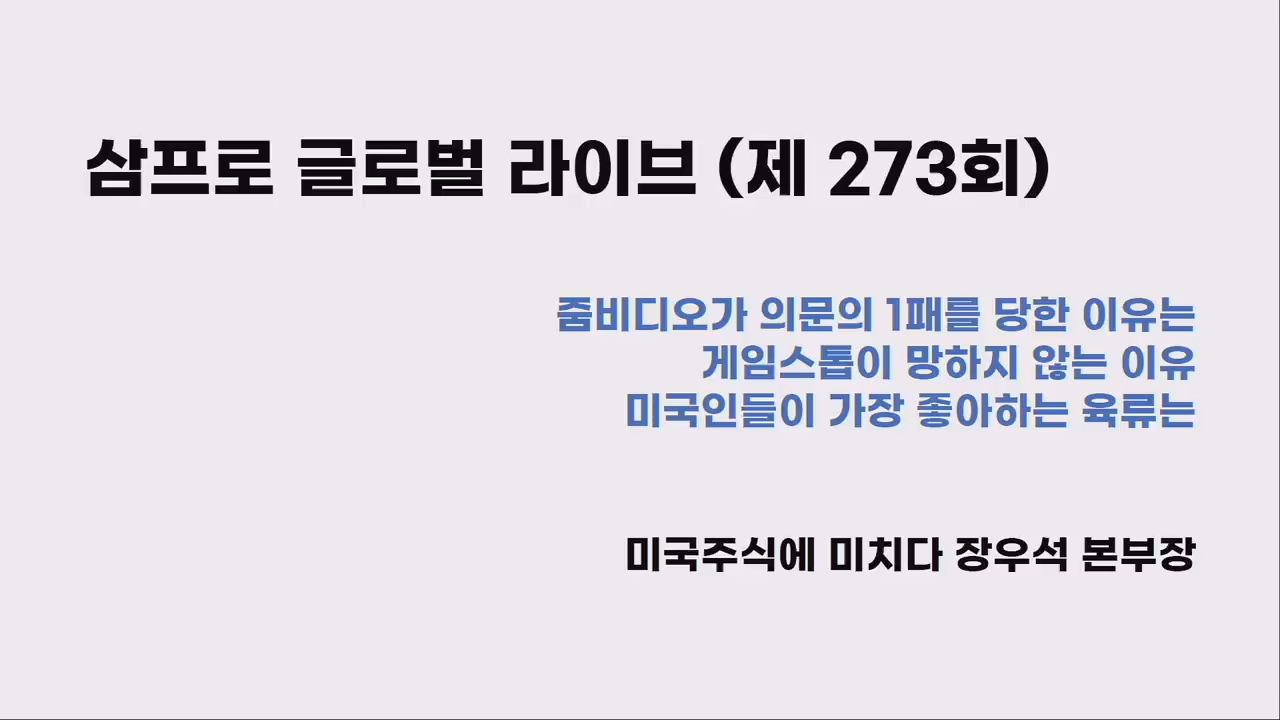 삼프로 글로벌 라이브 (제 273회)
줌비디오가 의문의 1패를 당한 이유는
게임스톱이 망하지 않는 이유
미국인들이 가장 좋아하는 육류는
미국주식에 미치다 장우석 본부장